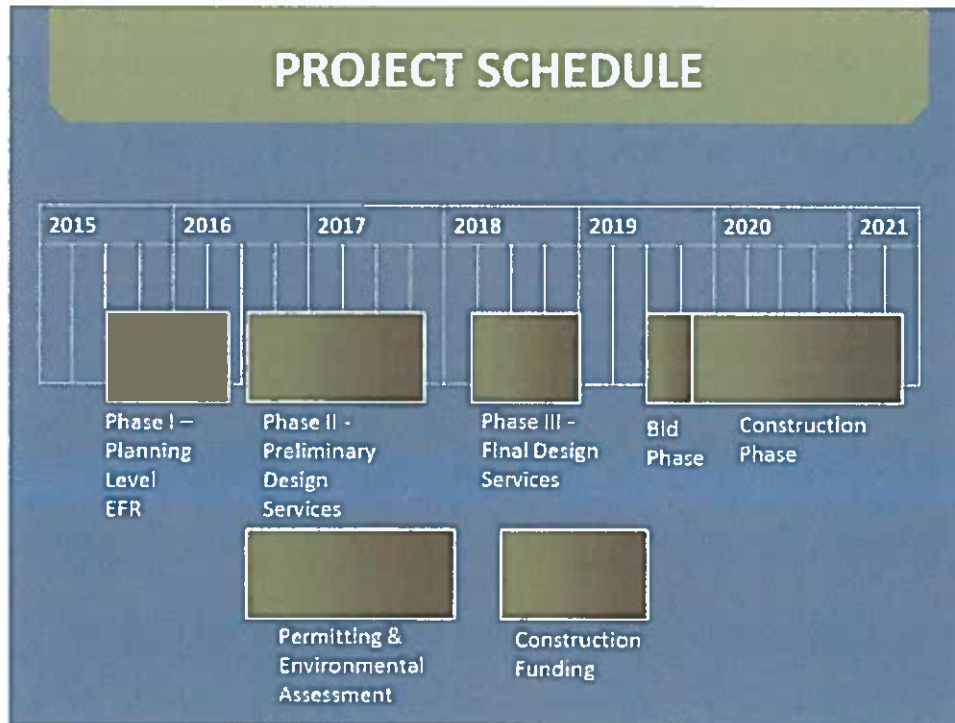 PROJECT SCHEDULE
2015 2016 2017 2018 2019 2020 2021
Phase I –
Planning
Level
EFR
Phase II -
Preliminary
Design
Services
Phase III -
Final Design
Services
Bid
Phase
Construction
Phase
Permitting &
Environmental
Assessment
Construction
Funding